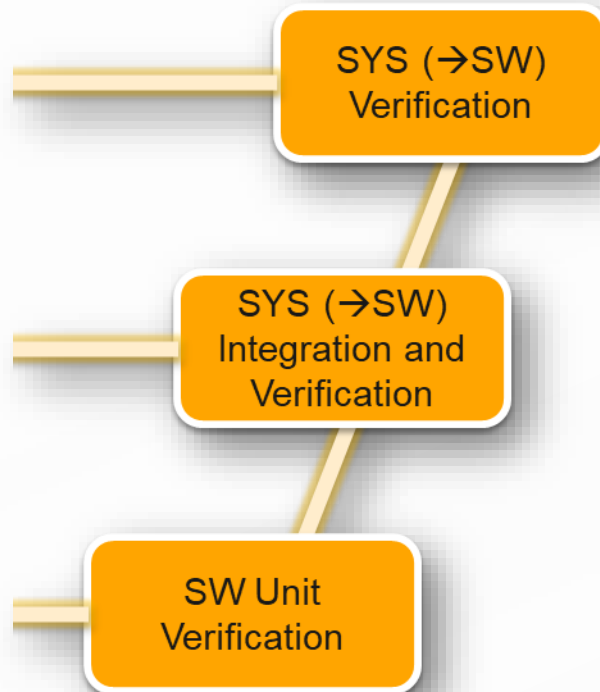 SYS (→SW)
Verification
SYS (→SW)
Integration and
Verification
SW Unit
Verification